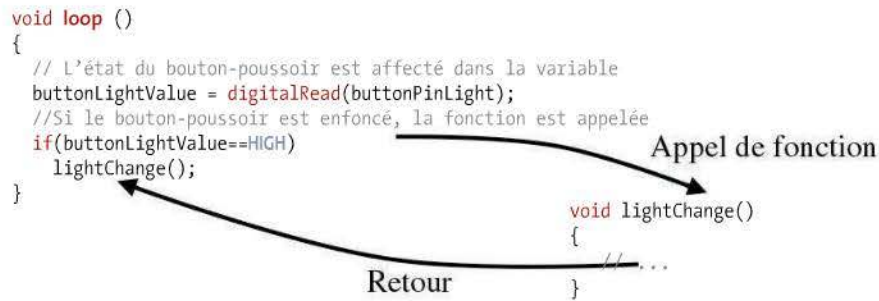 void loop ()
{
// L'état du bouton-poussoir est affecté dans la variable
buttonLightValue = digitalRead(buttonPinLight);
//Si le bouton-poussoir est enfoncé, la fonction est appelée
if(buttonLightValue==HIGH)
lightChange();
}
Appel de fonction
void lightChange()
{
// ...
}
Retour